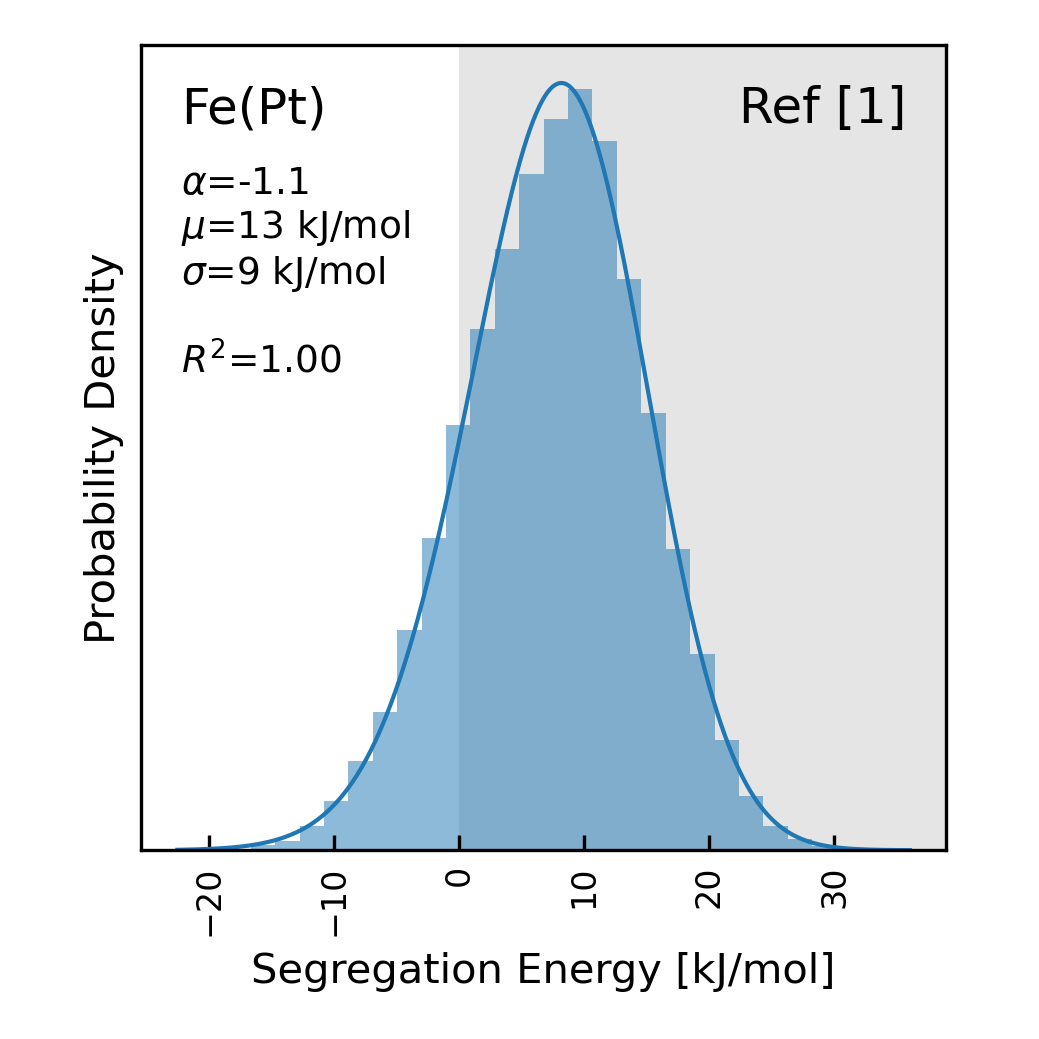 Fe(Pt)
Ref [1]
α=-1.1
μ=13 kJ/mol
σ=9 kJ/mol
R²=1.00
Probability Density
−20
−10
0
10
20
30
Segregation Energy [kJ/mol]